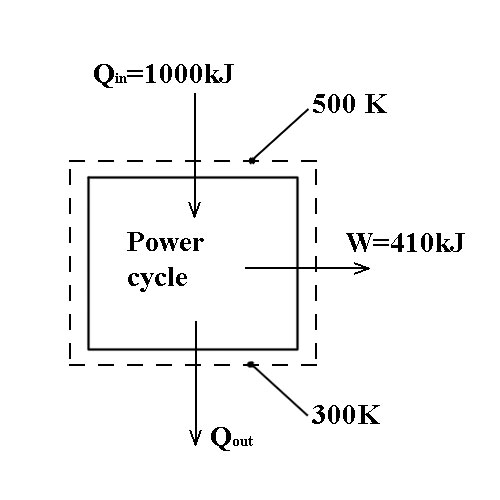 Qin=1000kJ
500 K
Power
cycle
W=410kJ
300K
Qout